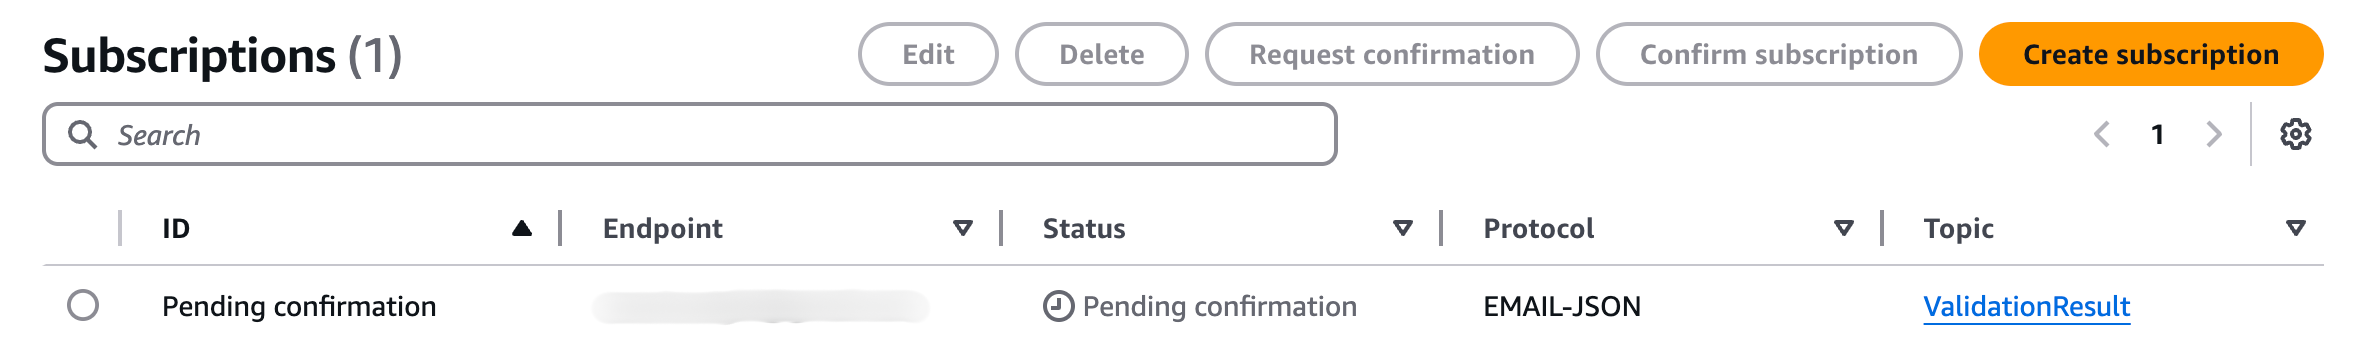 Subscriptions (1)
Edit
Delete
Request confirmation
Confirm subscription
Create subscription
Search
1
ID
Endpoint
Status
Protocol
Topic
Pending confirmation
Pending confirmation
EMAIL-JSON
ValidationResult